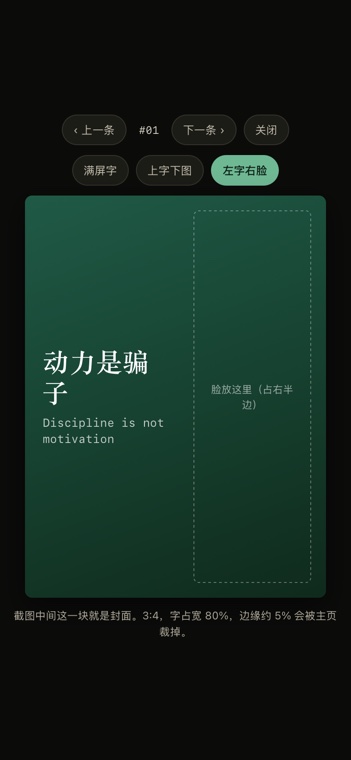 ‹ 上一条
#01
下一条 ›
关闭
满屏字
上字下图
左字右脸
动力是骗
子
Discipline is not
motivation
脸放这里（占右半
边）
截图中间这一块就是封面。3:4，字占宽 80%，边缘约 5% 会被主页
裁掉。